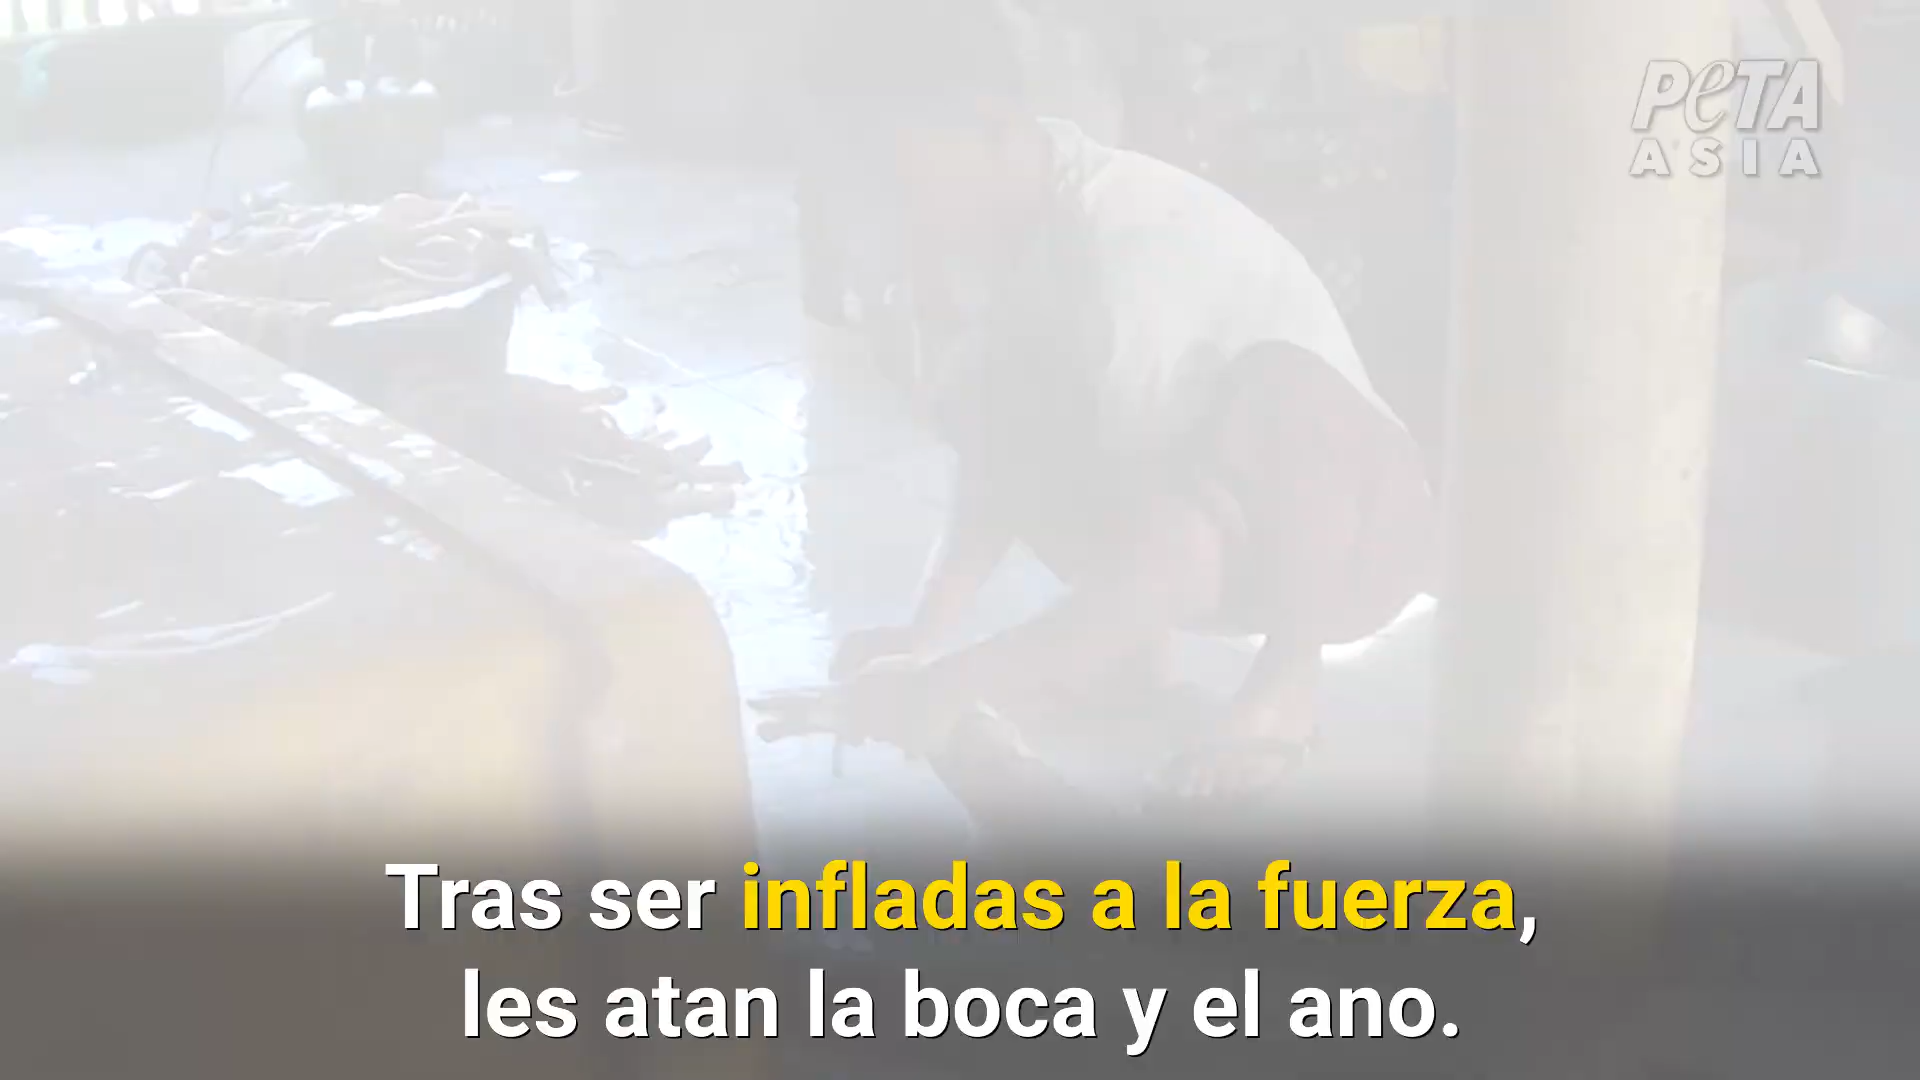 PETA
ASIA
Tras ser infladas a la fuerza,
les atan la boca y el ano.